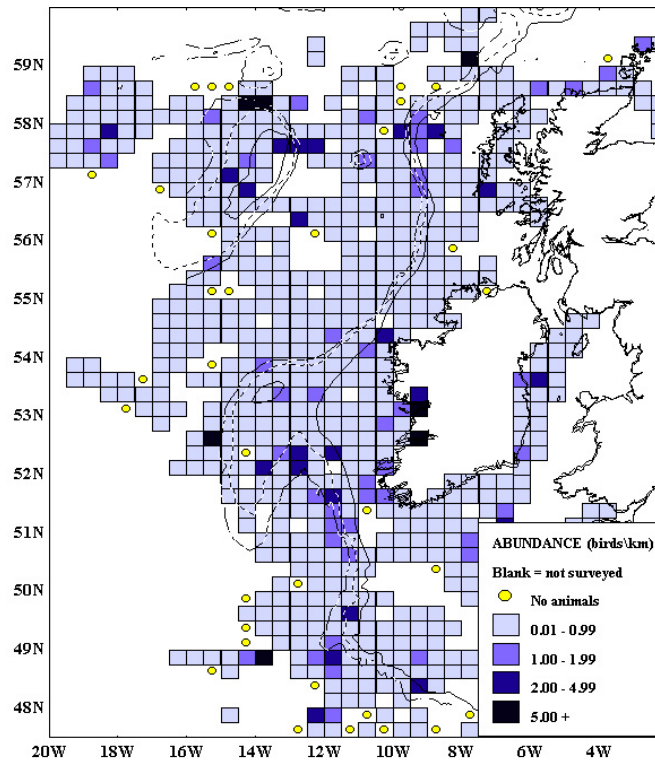 59N
58N
57N
56N
55N
54N
53N
52N
51N
50N
49N
48N
ABUNDANCE (birds\km)
Blank = not surveyed
No animals
0.01 - 0.99
1.00 - 1.99
2.00 - 4.99
5.00 +
20W 18W 16W 14W 12W 10W 8W 6W 4W